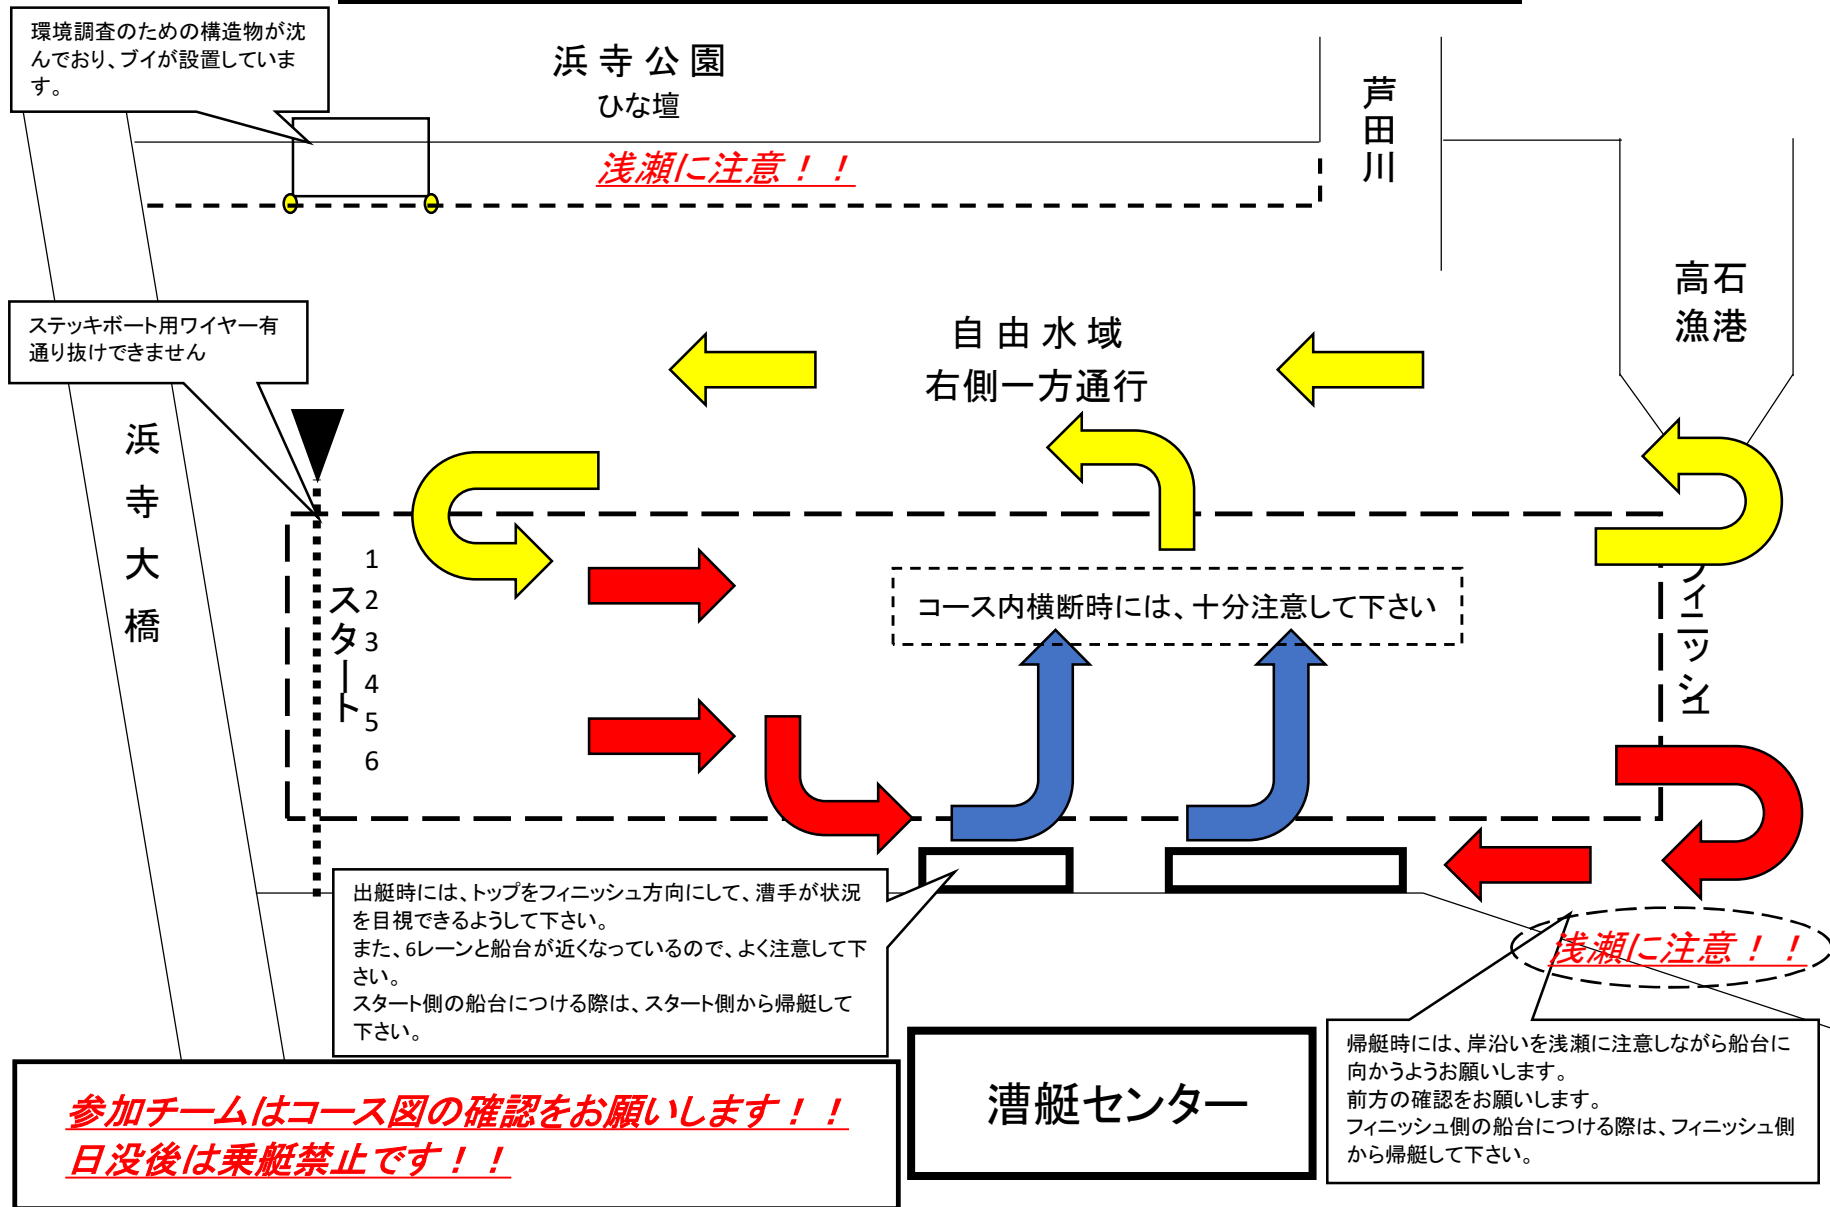 環境調査のための構造物が沈
んでおり、ブイが設置していま
す。
浜寺公園
ひな壇
浅瀬に注意！！
芦田川
高石
漁港
ステッキボート用ワイヤー有
通り抜けできません
自由水域
右側一方通行
浜寺大橋
スタート
1
2
3
4
5
6
コース内横断時には、十分注意して下さい
フィニッシュ
出艇時には、トップをフィニッシュ方向にして、漕手が状況
を目視できるようして下さい。
また、6レーンと船台が近くなっているので、よく注意して下
さい。
スタート側の船台につける際は、スタート側から帰艇して
下さい。
浅瀬に注意！！
帰艇時には、岸沿いを浅瀬に注意しながら船台に
向かうようお願いします。
前方の確認をお願いします。
フィニッシュ側の船台につける際は、フィニッシュ側
から帰艇して下さい。
漕艇センター
参加チームはコース図の確認をお願いします！！
日没後は乗艇禁止です！！